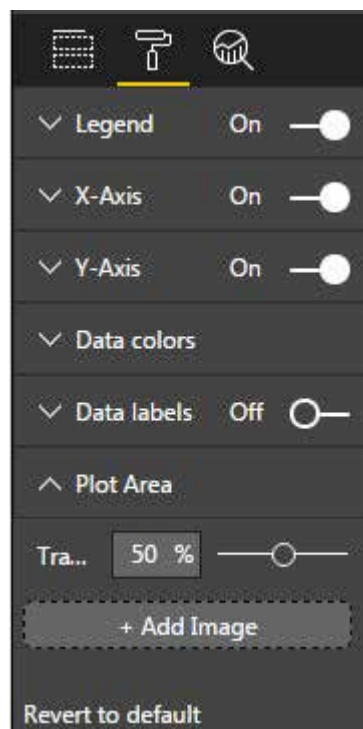 Legend On
X-Axis On
Y-Axis On
Data colors
Data labels Off
Plot Area
Tra... 50 %
+ Add Image
Revert to default